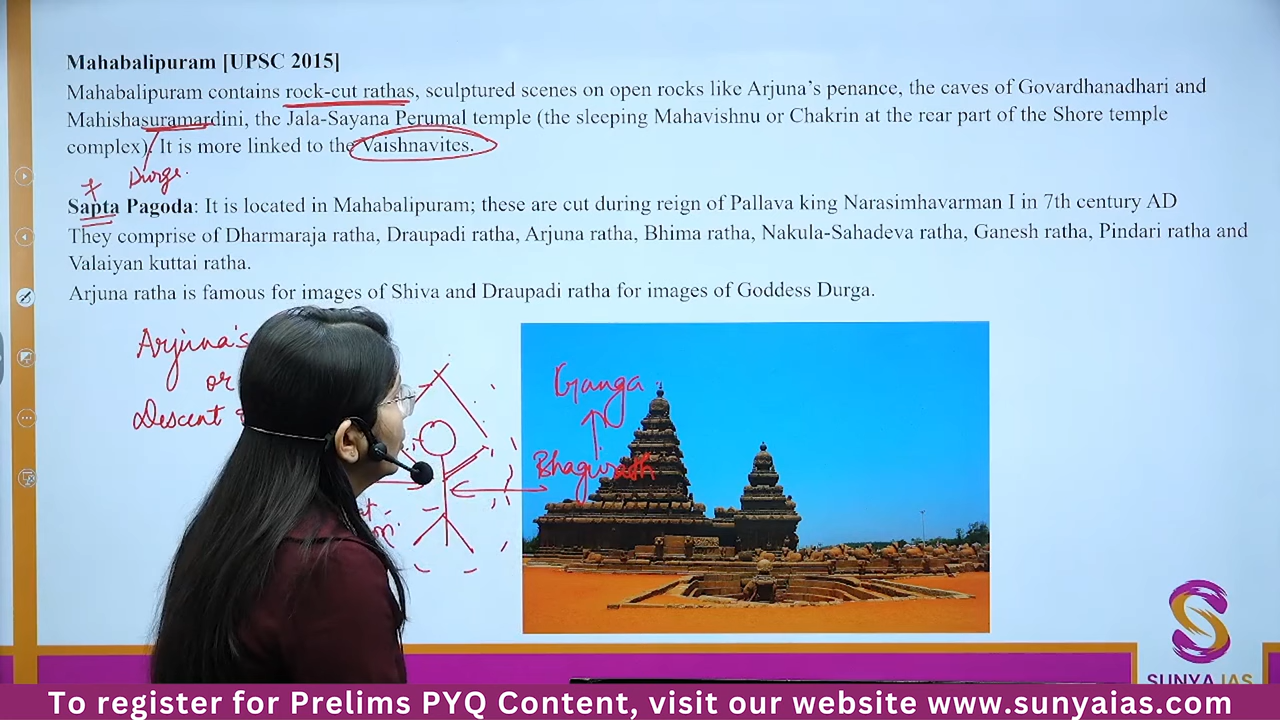 Mahabalipuram [UPSC 2015]
Mahabalipuram contains rock-cut rathas, sculptured scenes on open rocks like Arjuna's penance, the caves of Govardhanadhari and
Mahishasuramardini, the Jala-Sayana Perumal temple (the sleeping Mahavishnu or Chakrin at the rear part of the Shore temple
complex). It is more linked to the Vaishnavites.
Durga.
7
Sapta Pagoda: It is located in Mahabalipuram; these are cut during reign of Pallava king Narasimhavarman I in 7th century AD
They comprise of Dharmaraja ratha, Draupadi ratha, Arjuna ratha, Bhima ratha, Nakula-Sahadeva ratha, Ganesh ratha, Pindari ratha and
Valaiyan kuttai ratha.
Arjuna ratha is famous for images of Shiva and Draupadi ratha for images of Goddess Durga.
Arjuna's
or
Descent
Ganga
Bhagirath
SUNYA IAS
To register for Prelims PYQ Content, visit our website www.sunyaias.com